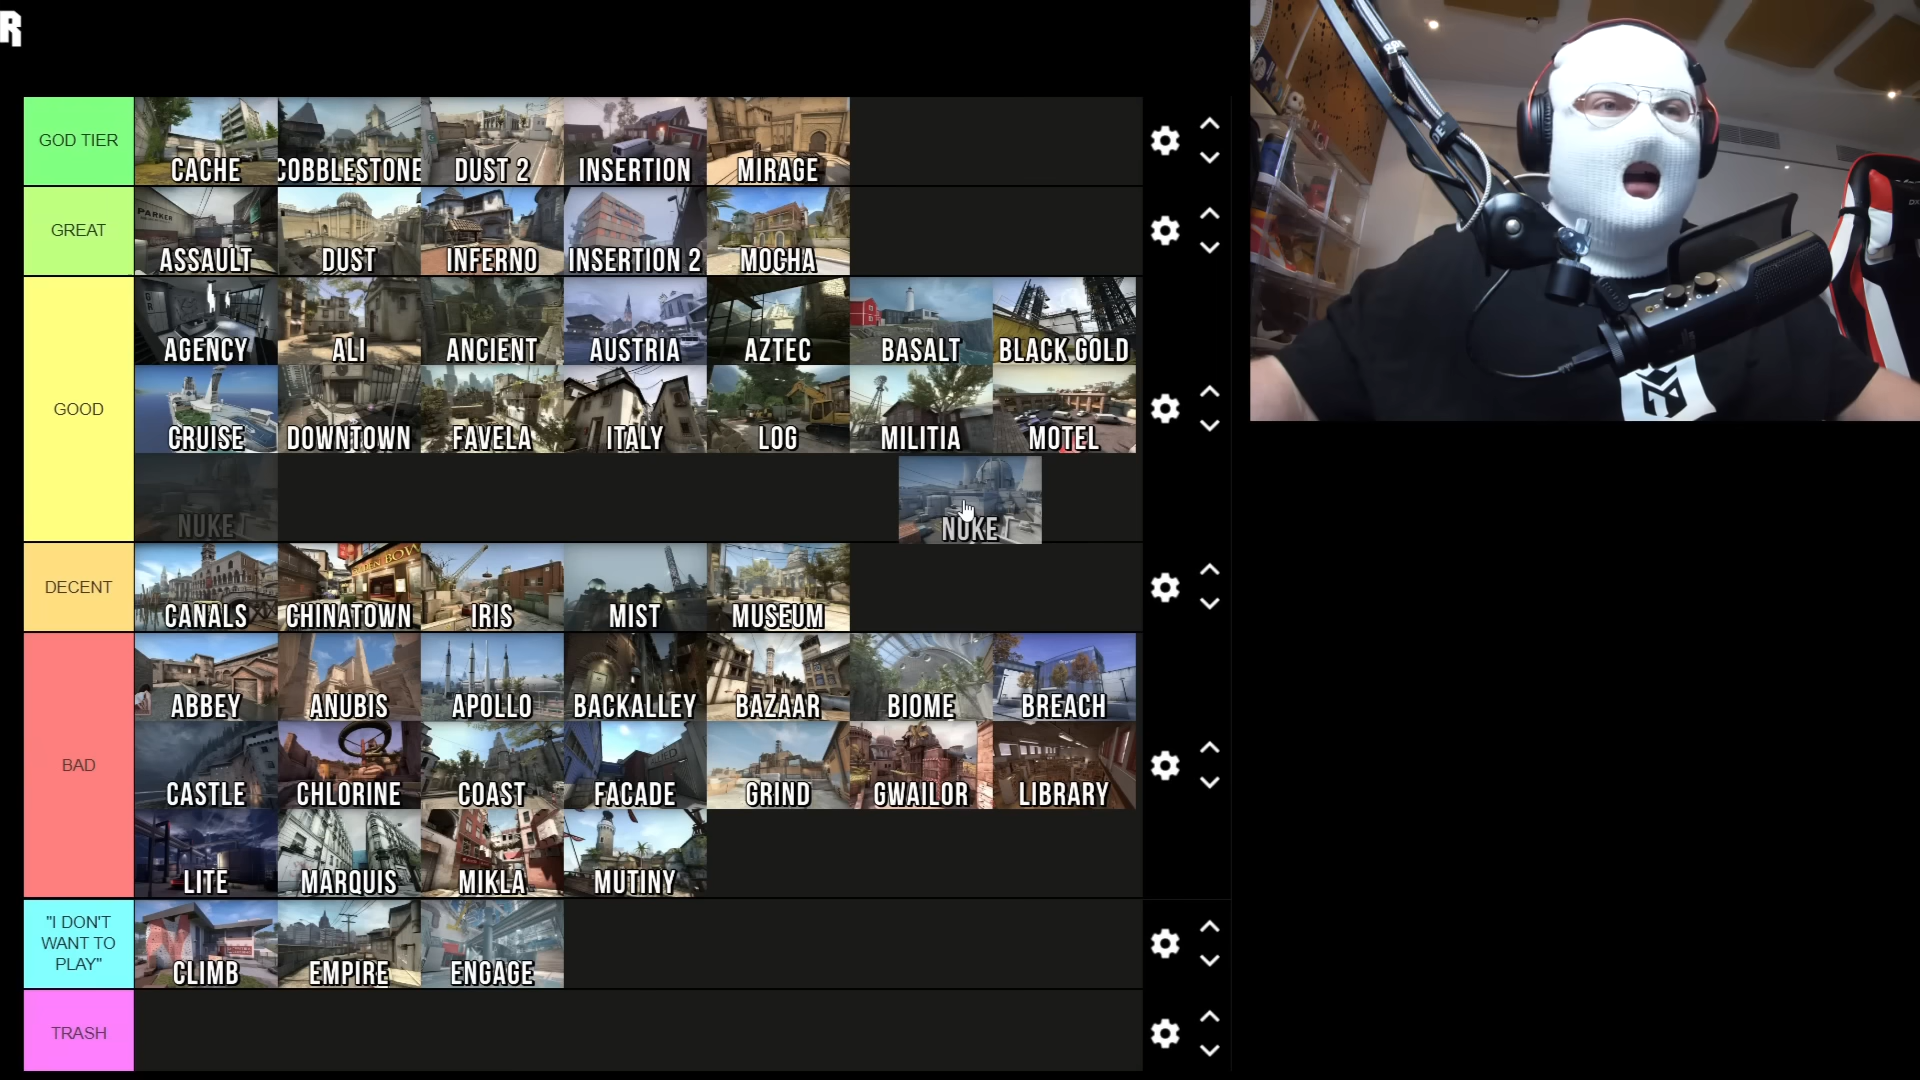 R
GOD TIER
CACHE COBBLESTONE DUST 2 INSERTION MIRAGE
GREAT
PARKER
ASSAULT DUST INFERNO INSERTION 2 MOCHA
GOOD
AGENCY ALI ANCIENT AUSTRIA AZTEC BASALT BLACK GOLD
CRUISE DOWNTOWN FAVELA ITALY LOG MILITIA MOTEL
NUKE NUKE
DECENT
CANALS CHINATOWN IRIS MIST MUSEUM
BAD
ABBEY ANUBIS APOLLO BACKALLEY BAZAAR BIOME BREACH
CASTLE CHLORINE COAST FACADE GRIND GWAILOR LIBRARY
LITE MARQUIS MIKLA MUTINY
"I DON'T
WANT TO
PLAY"
CLIMB EMPIRE ENGAGE
TRASH